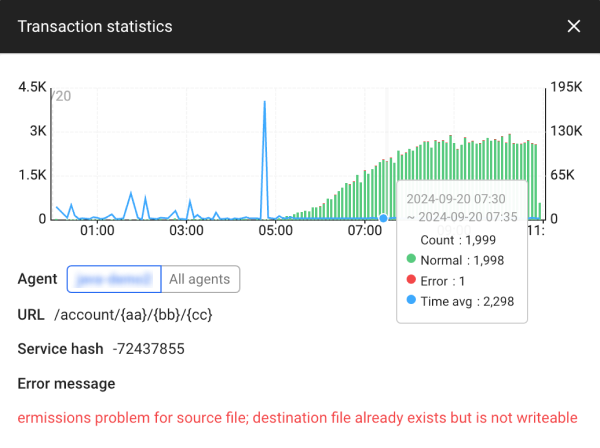 Transaction statistics
4.5K
195K
/20
3K
130K
1.5K
65K
0
0
01:00
03:00
05:00
07:00
11:
2024-09-20 07:30
~ 2024-09-20 07:35
Count : 1,999
Normal : 1,998
Error : 1
Time avg : 2,298
Agent
All agents
URL /account/{aa}/{bb}/{cc}
Service hash -72437855
Error message
ermissions problem for source file; destination file already exists but is not writeable